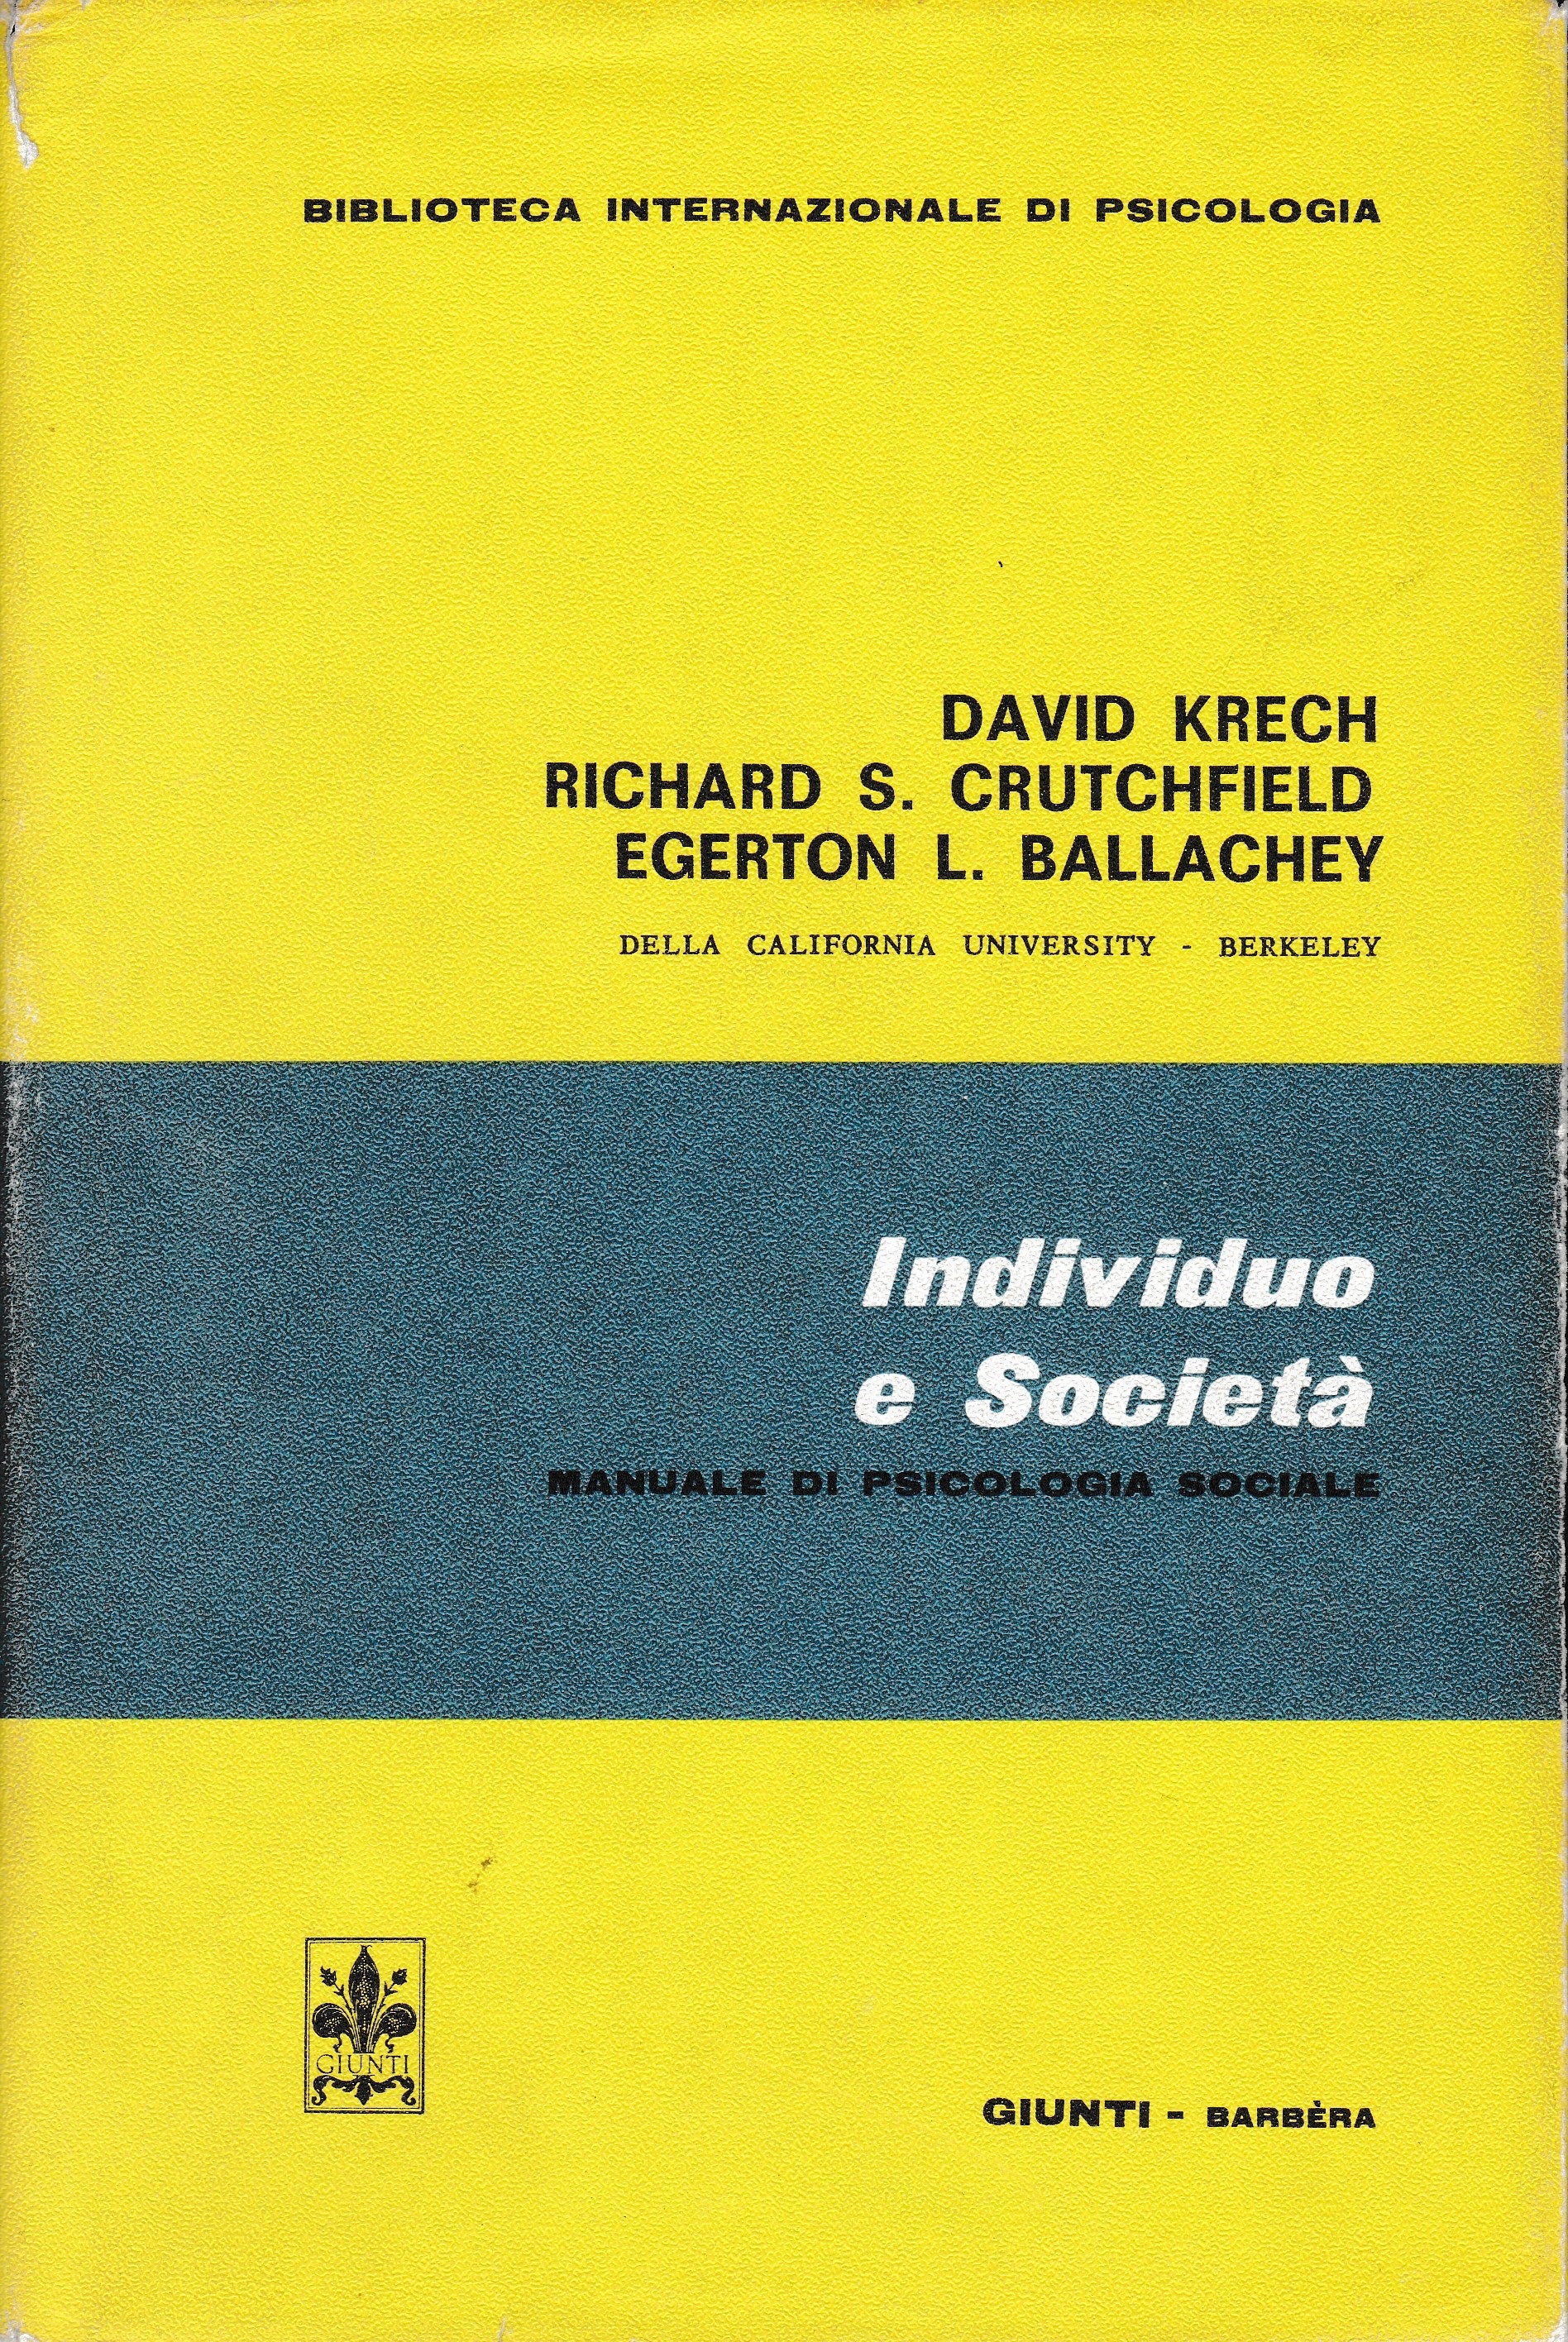 BIBLIOTECA INTERNAZIONALE DI PSICOLOGIA
DAVID KRECH
RICHARD S. CRUTCHFIELD
EGERTON L. BALLACHEY
DELLA CALIFORNIA UNIVERSITY - BERKELEY
Individuo
e Società
MANUALE DI PSICOLOGIA SOCIALE
GIUNTI
GIUNTI - BARBÈRA